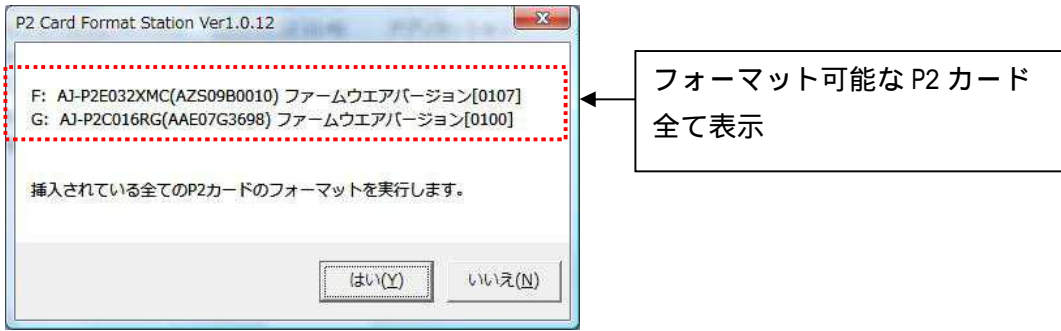 P2 Card Format Station Ver1.0.12
F: AJ-P2E032XMC(AZS09B0010) ファームウエアバージョン[0107]
G: AJ-P2C016RG(AAE07G3698) ファームウエアバージョン[0100]
挿入されている全てのP2カードのフォーマットを実行します。
はい(Y)
いいえ(N)
フォーマット可能な P2 カード
全て表示